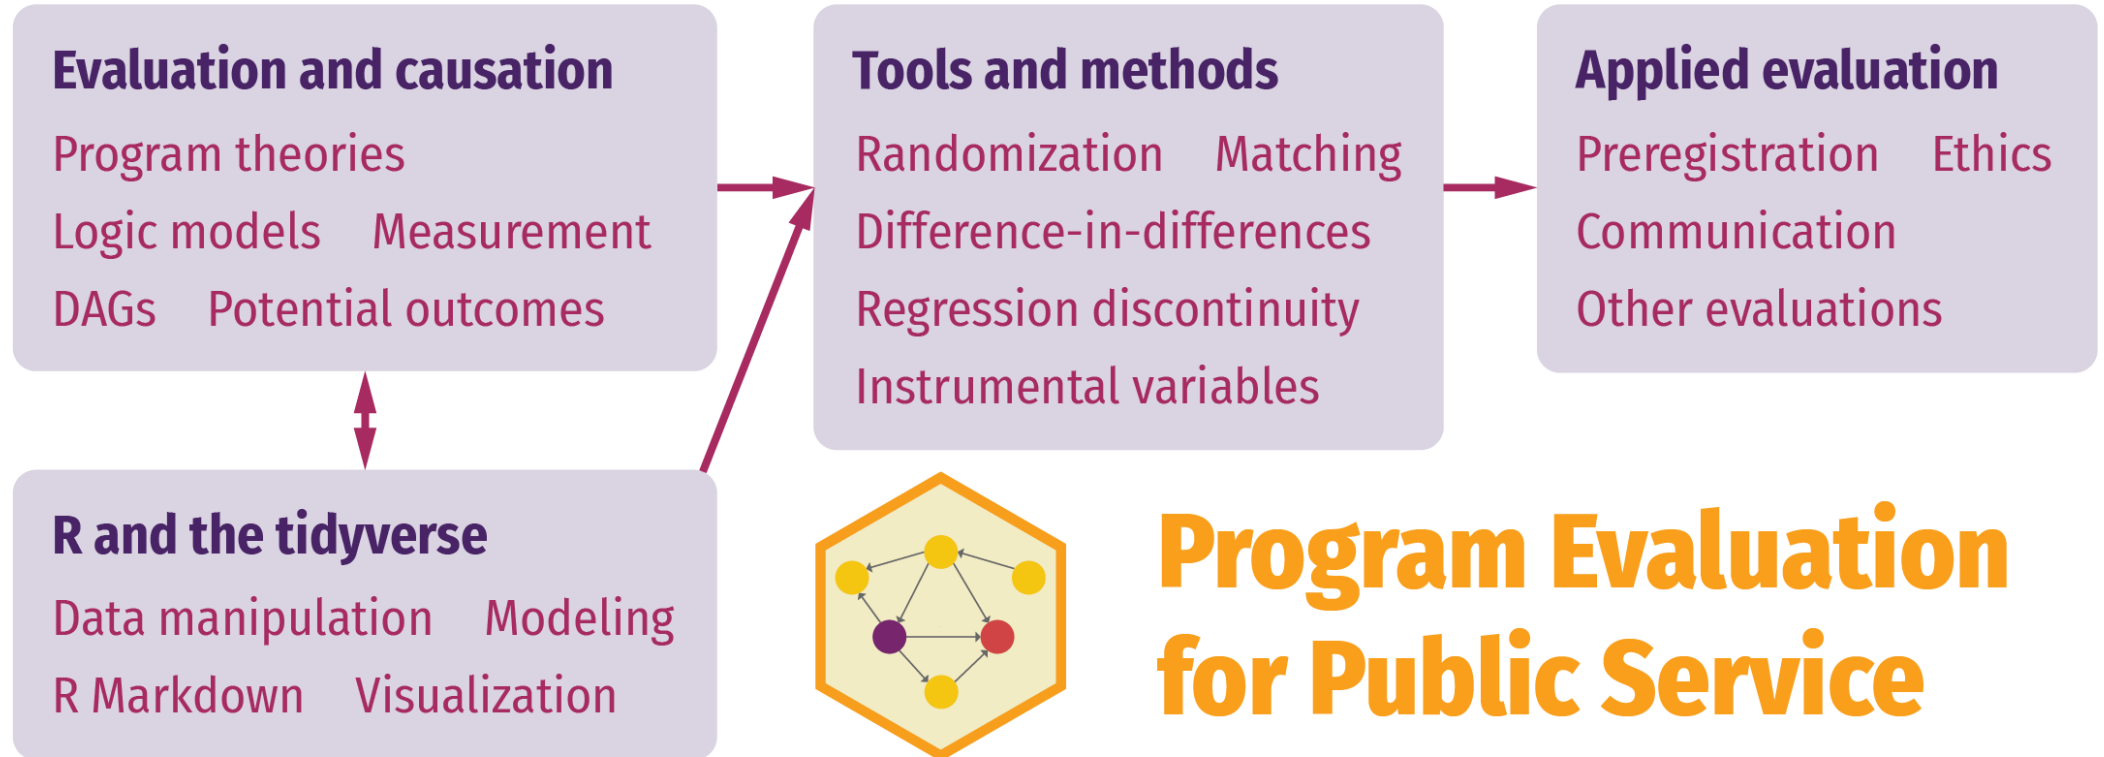 Evaluation and causation
Program theories
Logic models Measurement
DAGs Potential outcomes
R and the tidyverse
Data manipulation Modeling
R Markdown Visualization
Tools and methods
Randomization Matching
Difference-in-differences
Regression discontinuity
Instrumental variables
Applied evaluation
Preregistration Ethics
Communication
Other evaluations
Program Evaluation
for Public Service